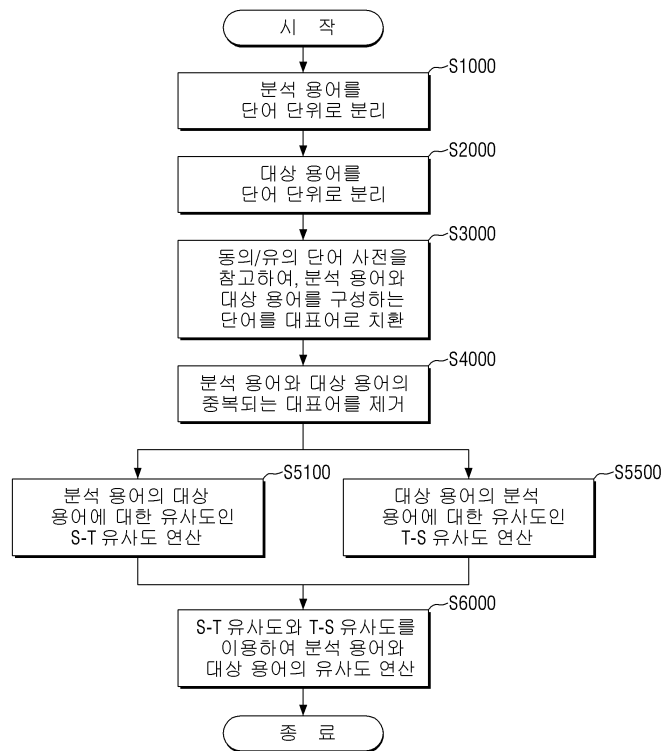 시 작
S1000
분석 용어를
단어 단위로 분리
S2000
대상 용어를
단어 단위로 분리
S3000
동의/유의 단어 사전을
참고하여, 분석 용어와
대상 용어를 구성하는
단어를 대표어로 치환
S4000
분석 용어와 대상 용어의
중복되는 대표어를 제거
S5100
분석 용어의 대상
용어에 대한 유사도인
S-T 유사도 연산
S5500
대상 용어의 분석
용어에 대한 유사도인
T-S 유사도 연산
S6000
S-T 유사도와 T-S 유사도를
이용하여 분석 용어와
대상 용어의 유사도 연산
종 료